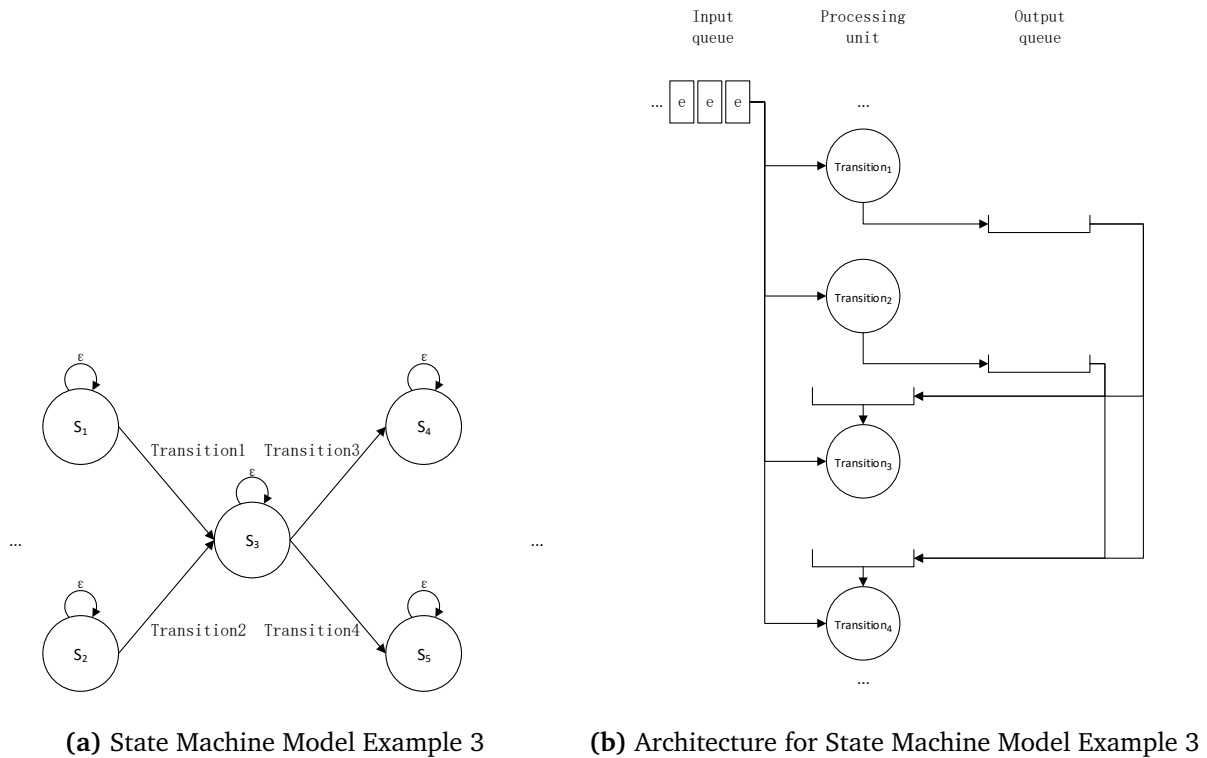 Input
queue
Processing
unit
Output
queue
... e e e
...
Transition1
Transition2
Transition3
Transition4
...
ε
S1
ε
S4
Transition1 Transition3
ε
S3
...
...
ε
S2
ε
S5
Transition2 Transition4
(a) State Machine Model Example 3
(b) Architecture for State Machine Model Example 3